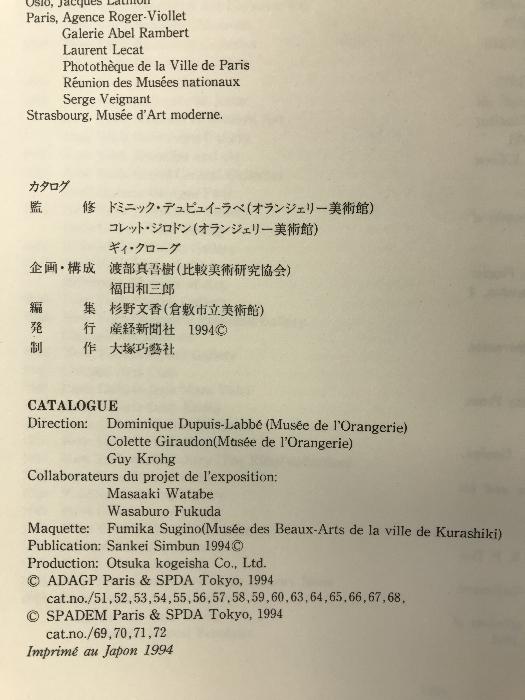 Oslo, Jacques Lathion
Paris, Agence Roger-Viollet
Galerie Abel Rambert
Laurent Lecat
Photothèque de la Ville de Paris
Réunion des Musées nationaux
Serge Veignant
Strasbourg, Musée d'Art moderne.
カタログ
監　　修　ドミニック・デュピュイ-ラベ(オランジェリー美術館)
コレット・ジロドン(オランジェリー美術館)
ギィ・クローグ
企画・構成　渡部真吾樹(比較美術研究協会)
福田和三郎
編　　集　杉野文香(倉敷市立美術館)
発　　行　産経新聞社　1994©
制　　作　大塚巧藝社
CATALOGUE
Direction: Dominique Dupuis-Labbé (Musée de l'Orangerie)
Colette Giraudon(Musée de l'Orangerie)
Guy Krohg
Collaborateurs du projet de l'exposition:
Masaaki Watabe
Wasaburo Fukuda
Maquette: Fumika Sugino(Musée des Beaux-Arts de la ville de Kurashiki)
Publication: Sankei Simbun 1994©
Production: Otsuka kogeisha Co., Ltd.
© ADAGP Paris & SPDA Tokyo, 1994
cat.no./51,52,53,54,55,56,57,58,59,60,63,64,65,66,67,68,
© SPADEM Paris & SPDA Tokyo, 1994
cat.no./69,70,71,72
Imprimé au Japon 1994